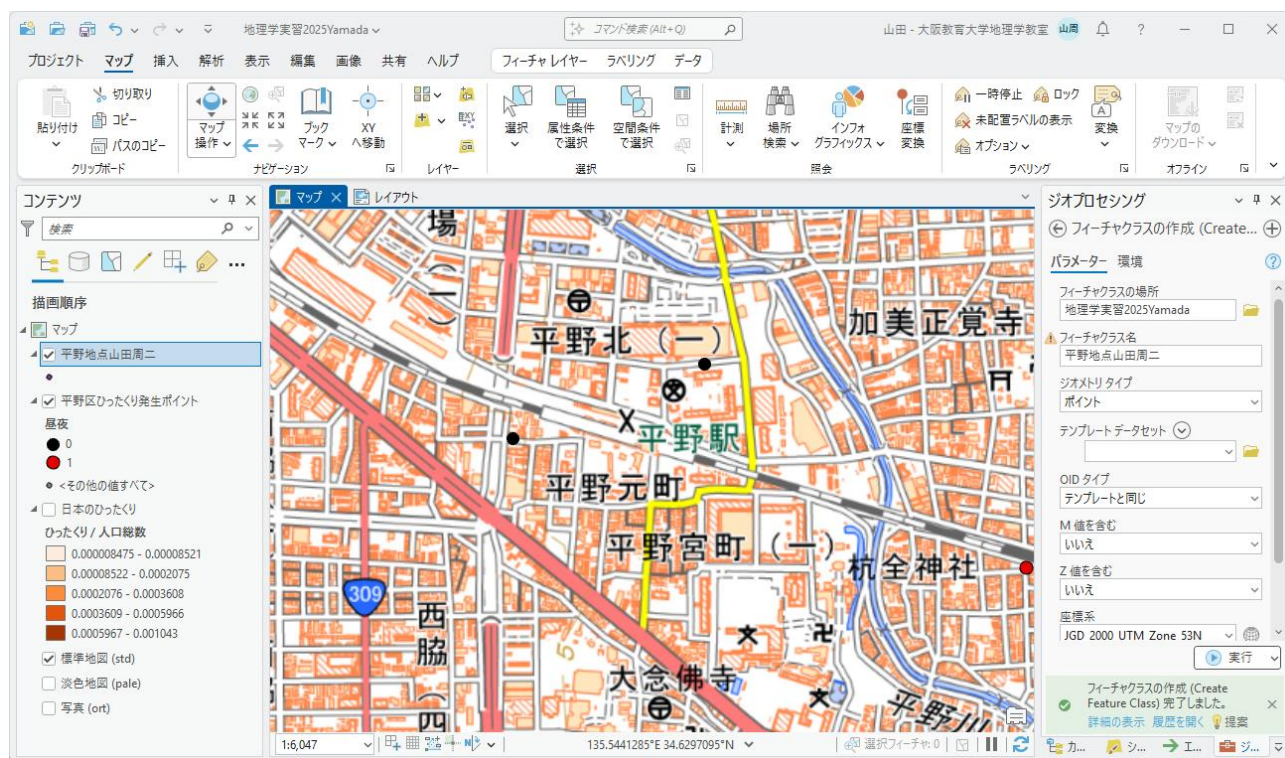 地理学実習2025Yamada
コマンド検索 (Alt+Q)
山田 - 大阪教育大学地理学教室
山周
?
プロジェクト マップ 挿入 解析 表示 編集 画像 共有 ヘルプ フィーチャ レイヤー ラベリング データ
貼り付け
切り取り
コピー
パスのコピー
クリップボード
マップ
操作
ブック
マーク
XY
へ移動
ナビゲーション
レイヤー
選択
属性条件
で選択
空間条件
で選択
選択
計測
場所
検索
インフォ
グラフィックス
座標
変換
照会
一時停止
ロック
未配置ラベルの表示
オプション
変換
ラベリング
マップの
ダウンロード
オフライン
コンテンツ
検索
描画順序
マップ
平野地点山田周二
平野区ひったくり発生ポイント
昼夜
0
1
<その他の値すべて>
日本のひったくり
ひったくり / 人口総数
0.000008475 - 0.00008521
0.00008522 - 0.0002075
0.0002076 - 0.0003608
0.0003609 - 0.0005966
0.0005967 - 0.001043
標準地図 (std)
淡色地図 (pale)
写真 (ort)
マップ
レイアウト
場
(二)
平野北(一)
加美正覚寺
平野駅
平野元町
平野宮町(一)
杭全神社
309
西
脇
(
四
大念佛寺
平野川
1:6,047
135.5441285°E 34.6297095°N
選択フィーチャ: 0
ジオプロセシング
フィーチャクラスの作成 (Create...
パラメーター 環境
フィーチャクラスの場所
地理学実習2025Yamada
フィーチャクラス名
平野地点山田周二
ジオメトリ タイプ
ポイント
テンプレート データセット
OID タイプ
テンプレートと同じ
M 値を含む
いいえ
Z 値を含む
いいえ
座標系
JGD 2000 UTM Zone 53N
実行
フィーチャクラスの作成 (Create
Feature Class) 完了しました。
詳細の表示 履歴を開く 提案
カ... シ... エ... ジ...